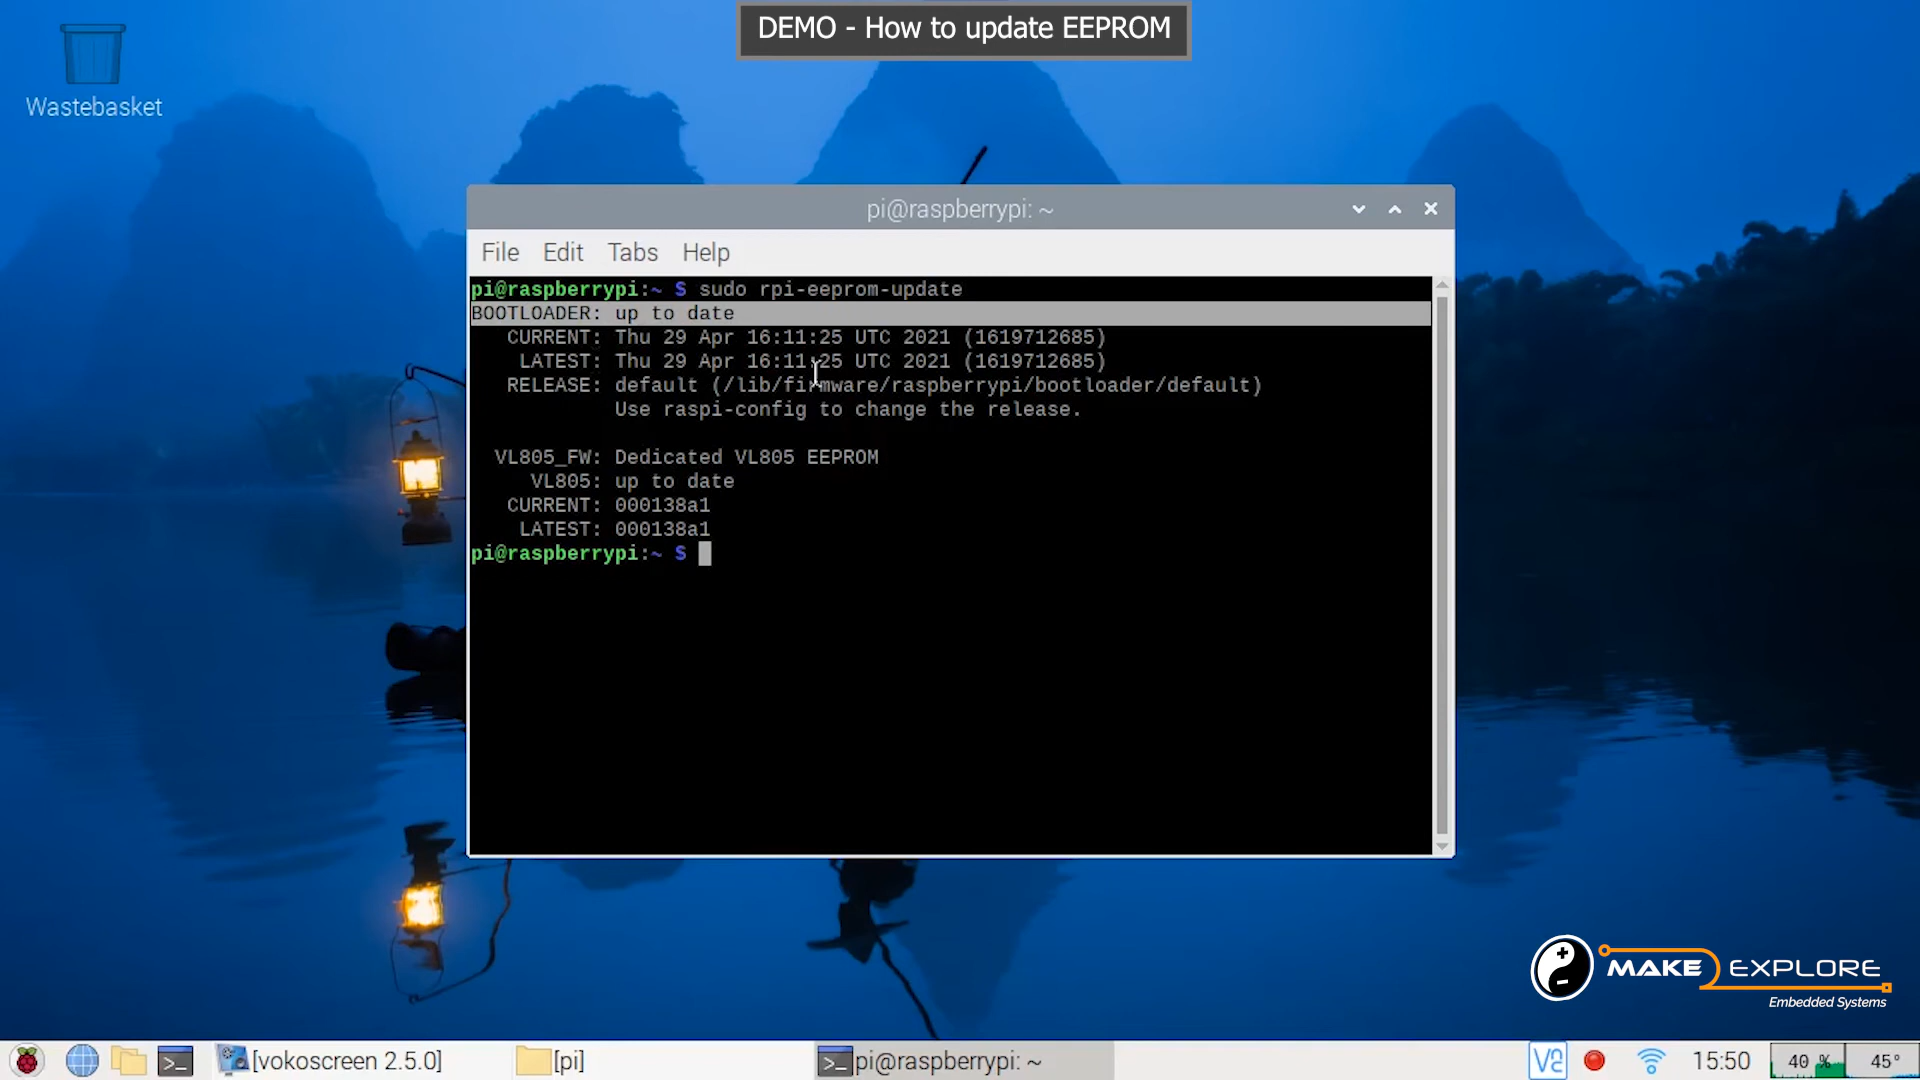 DEMO - How to update EEPROM
Wastebasket
pi@raspberrypi: ~
File Edit Tabs Help
pi@raspberrypi:~ $ sudo rpi-eeprom-update
BOOTLOADER: up to date
CURRENT: Thu 29 Apr 16:11:25 UTC 2021 (1619712685)
LATEST: Thu 29 Apr 16:11:25 UTC 2021 (1619712685)
RELEASE: default (/lib/firmware/raspberrypi/bootloader/default)
Use raspi-config to change the release.
VL805_FW: Dedicated VL805 EEPROM
VL805: up to date
CURRENT: 000138a1
LATEST: 000138a1
pi@raspberrypi:~ $
MAKE EXPLORE
Embedded Systems
[vokoscreen 2.5.0] [pi] pi@raspberrypi: ~ 15:50 40 % 45°